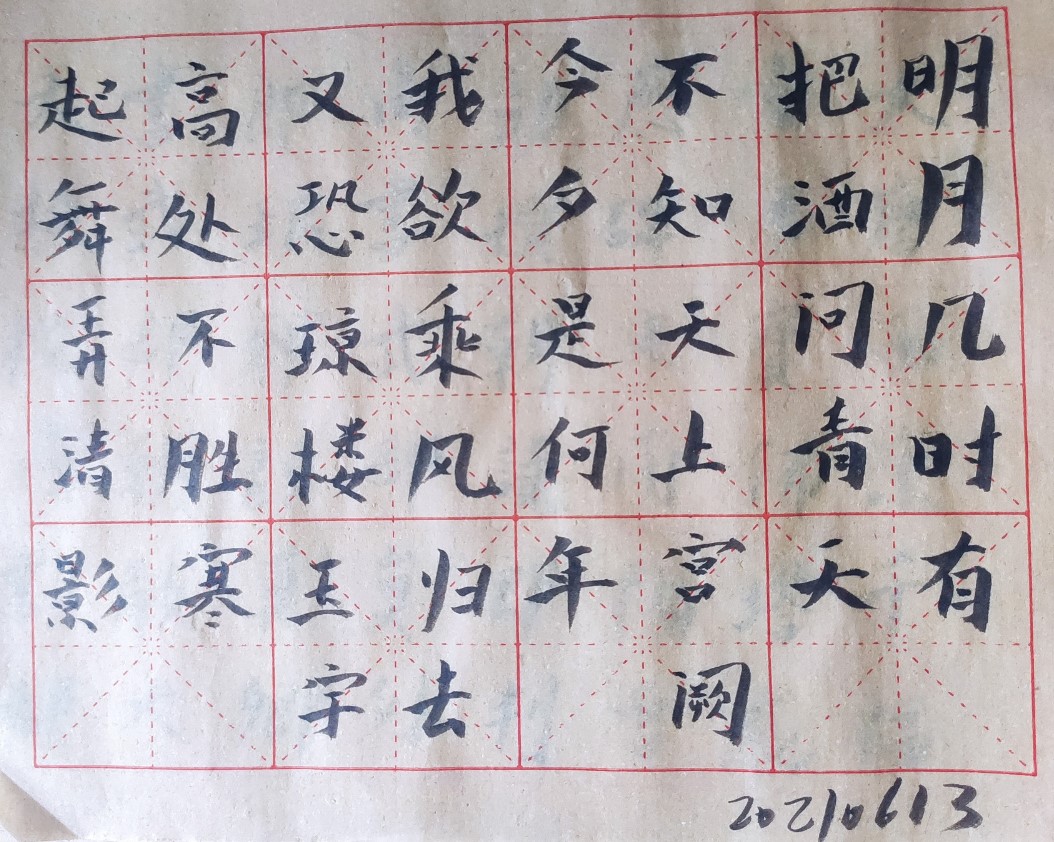 明月几时有
把酒问青天
不知天上宫阙
今夕是何年
我欲乘风归去
又恐琼楼玉宇
高处不胜寒
起舞弄清影
20210613